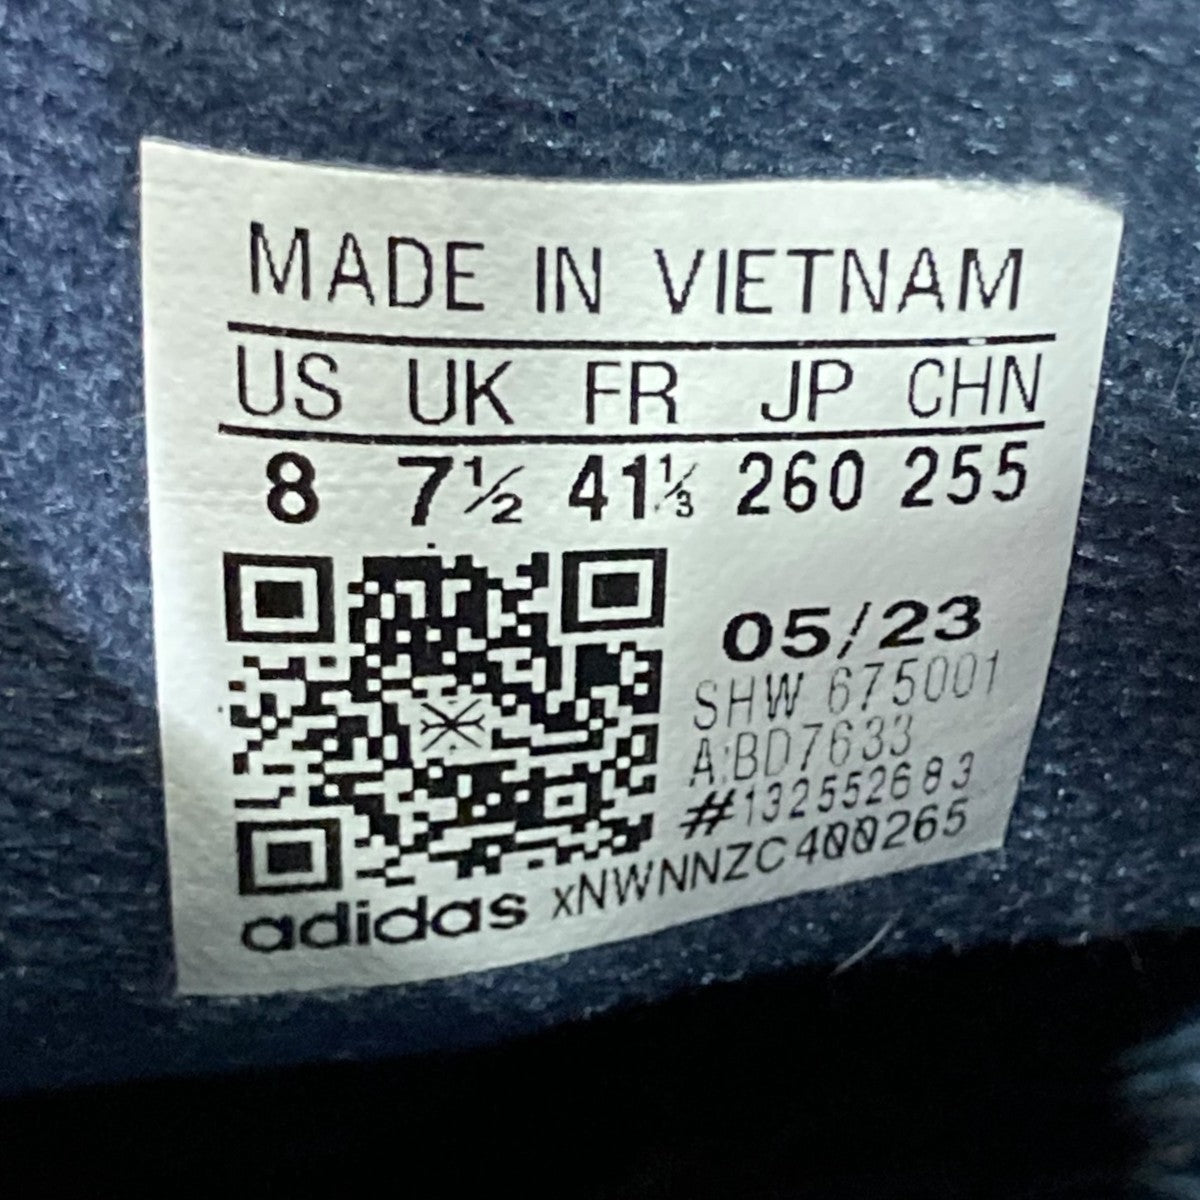 MADE IN VIETNAM
US UK FR JP CHN
8 7½ 41⅓ 260 255
05/23
SHW 675001
A:BD7633
#132552683
adidas xNWNNZC400265